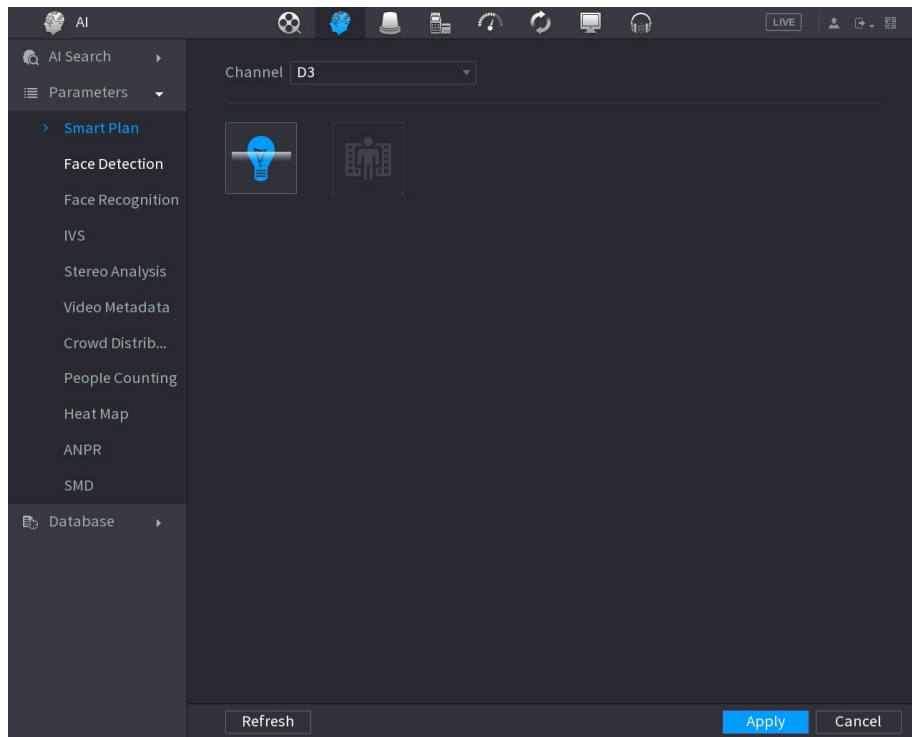 AI
LIVE
AI Search
Parameters
Smart Plan
Face Detection
Face Recognition
IVS
Stereo Analysis
Video Metadata
Crowd Distrib...
People Counting
Heat Map
ANPR
SMD
Database
Channel D3
Refresh
Apply
Cancel